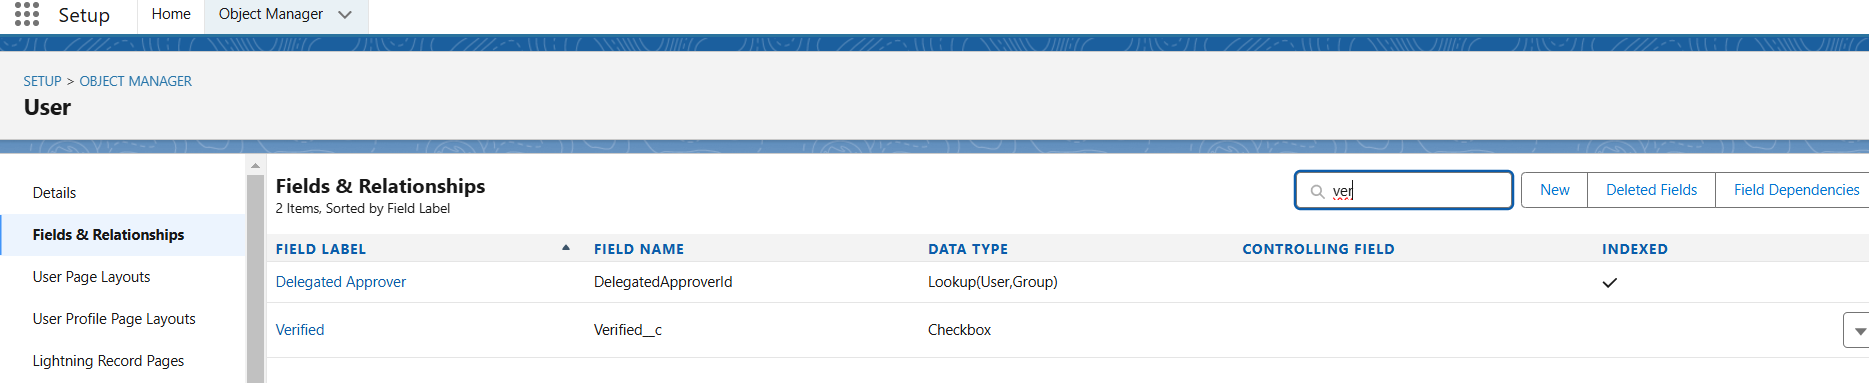 Setup Home Object Manager
SETUP > OBJECT MANAGER
User
Details
Fields & Relationships
User Page Layouts
User Profile Page Layouts
Lightning Record Pages
Fields & Relationships
2 Items, Sorted by Field Label
ver
New Deleted Fields Field Dependencies
FIELD LABEL FIELD NAME DATA TYPE CONTROLLING FIELD INDEXED
Delegated Approver DelegatedApproverId Lookup(User,Group)
Verified Verified__c Checkbox